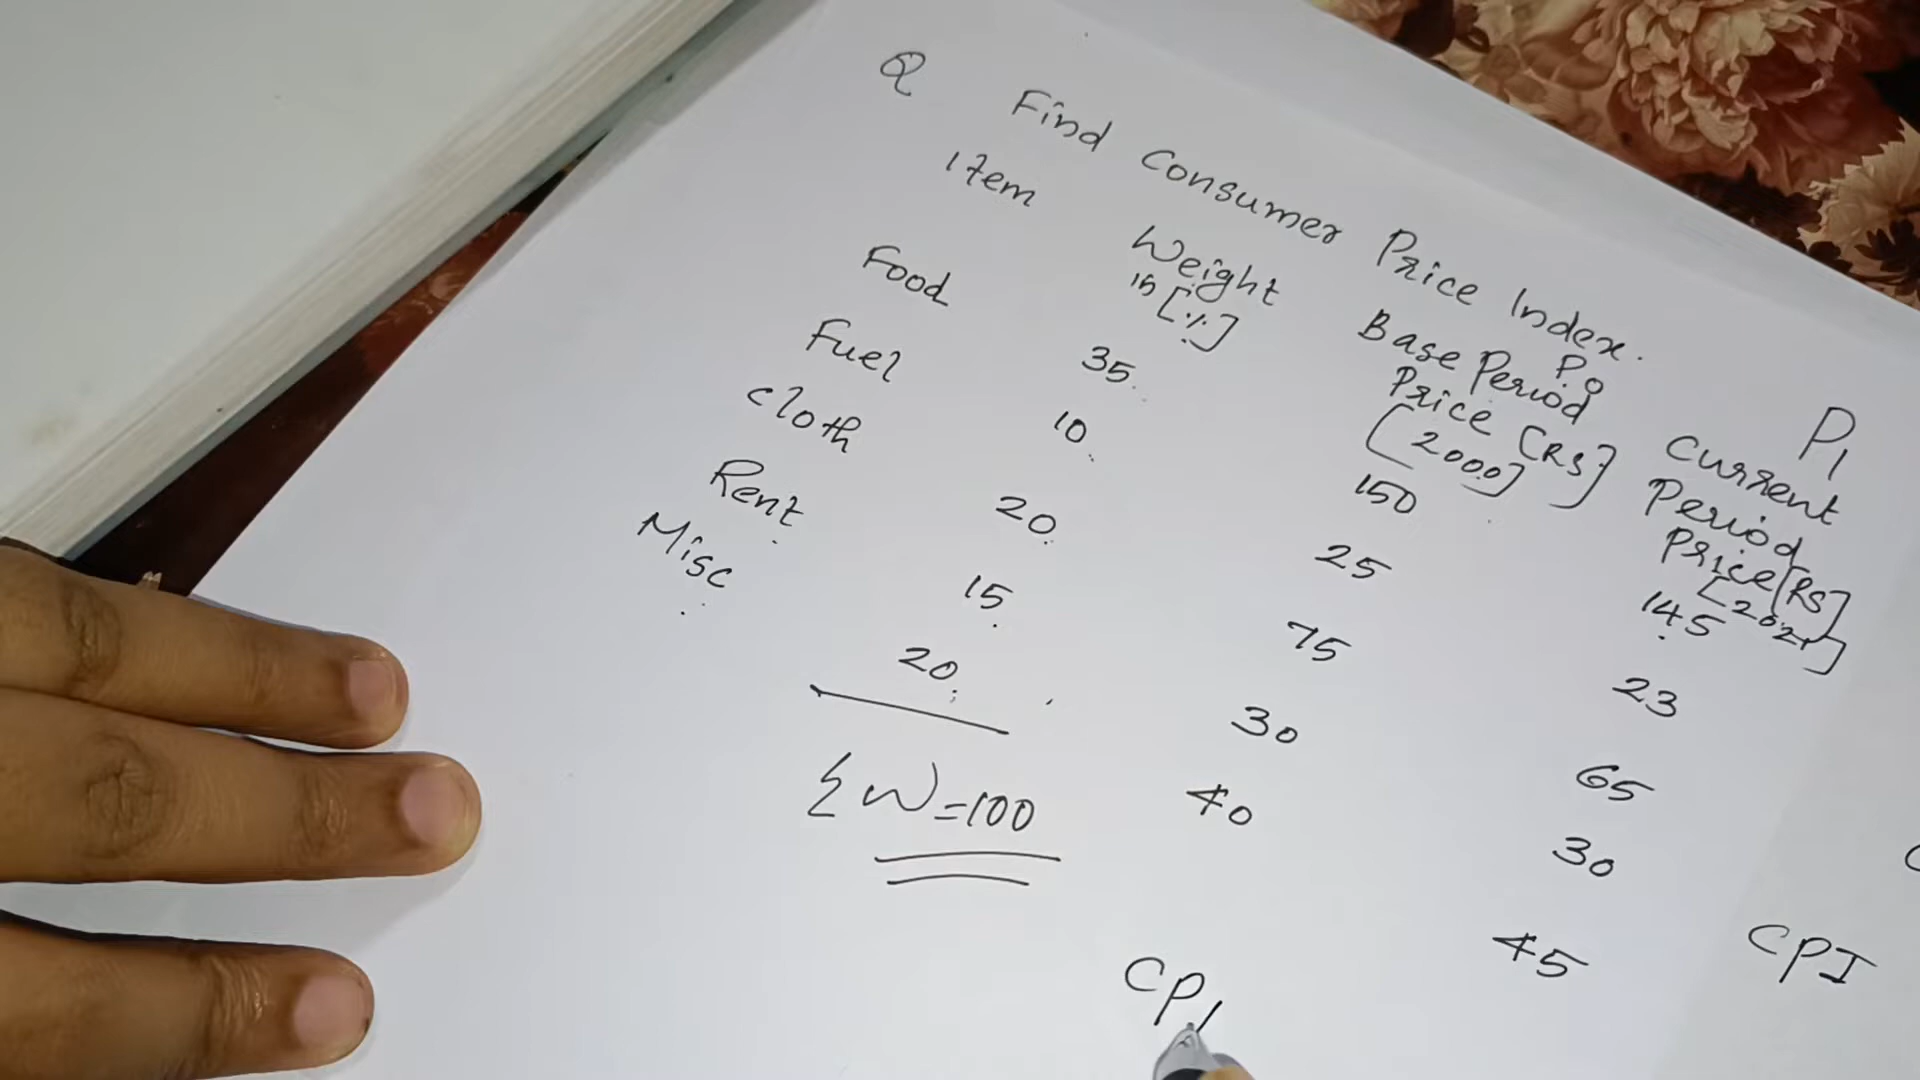 Q Find Consumer Price Index.
Item Weight in [%] Base Period Price [RS] [2000] P0 Current Period Price [RS] [2021] P1
Food 35 150 145
Fuel 10 25 23
Cloth 20 75 65
Rent 15 30 30
Misc 20 40 45
ΣW=100
CPI
CPI